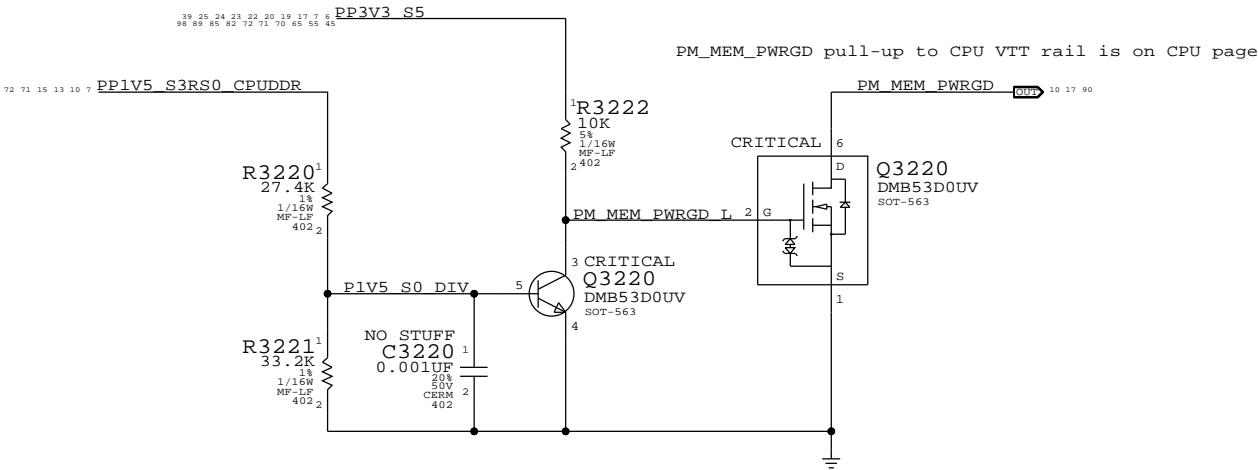 39 25 24 23 22 20 19 17 7 6
98 89 85 82 72 71 70 65 55 45
PP3V3_S5
PM_MEM_PWRGD pull-up to CPU VTT rail is on CPU page
72 71 15 13 10 7
PP1V5_S3RS0_CPUDDR
PM_MEM_PWRGD
OUT
10 17 90
1
R3222
10K
5%
1/16W
MF-LF
402
2
CRITICAL
6
D
Q3220
DMB53D0UV
SOT-563
R3220
1
27.4K
1%
1/16W
MF-LF
402
2
PM_MEM_PWRGD_L
2
G
S
1
3
CRITICAL
Q3220
DMB53D0UV
SOT-563
P1V5_S0_DIV
5
4
R3221
1
33.2K
1%
1/16W
MF-LF
402
2
NO STUFF
C3220
1
0.001UF
20%
50V
CERM
402
2